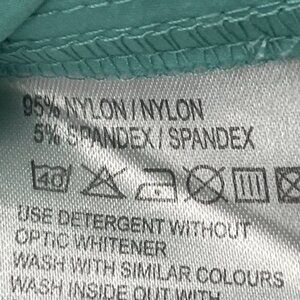 95% NYLON / NYLON
5% SPANDEX / SPANDEX
40
USE DETERGENT WITHOUT
OPTIC WHITENER
WASH WITH SIMILAR COLOURS
WASH INSIDE OUT WITH